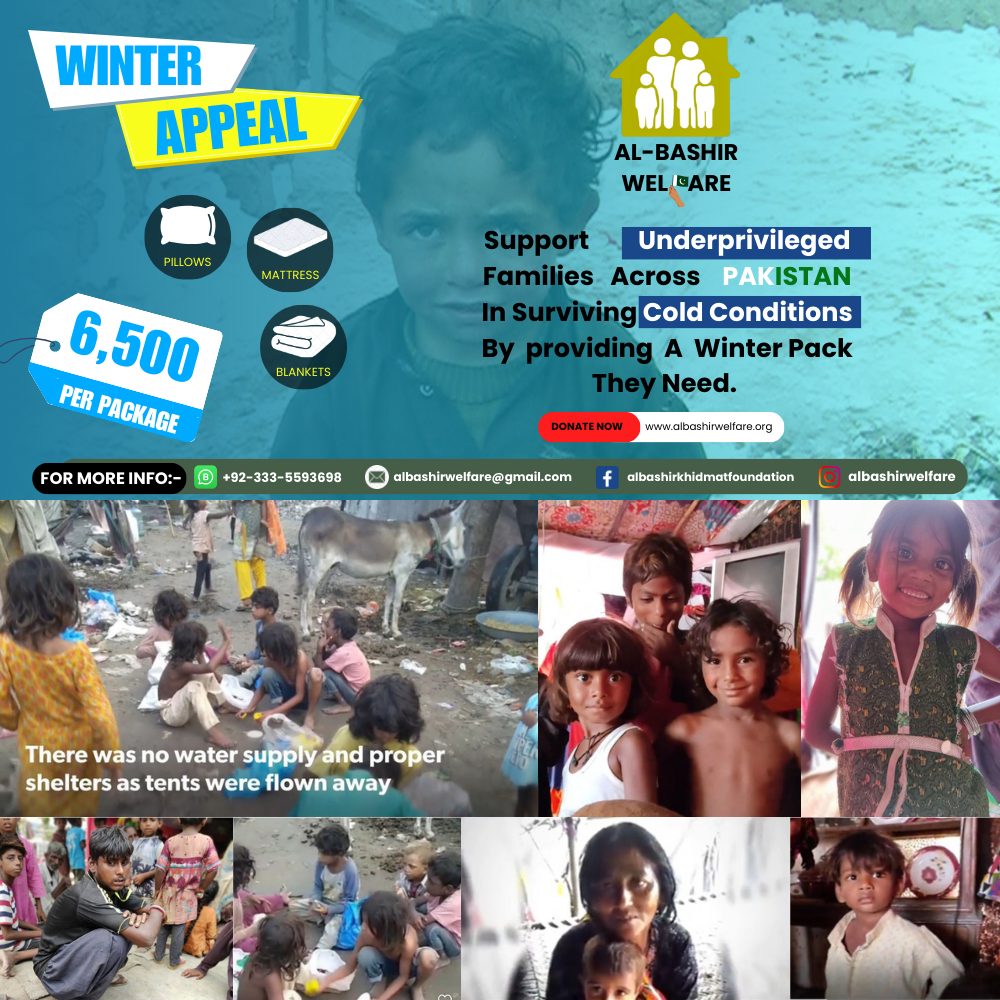 WINTER
APPEAL
AL-BASHIR
WELFARE
PILLOWS
MATTRESS
BLANKETS
6,500
PER PACKAGE
Support Underprivileged
Families Across PAKISTAN
In Surviving Cold Conditions
By providing A Winter Pack
They Need.
DONATE NOW www.albashirwelfare.org
FOR MORE INFO:- +92-333-5593698 albashirwelfare@gmail.com albashirkhidmatfoundation albashirwelfare
There was no water supply and proper
shelters as tents were flown away